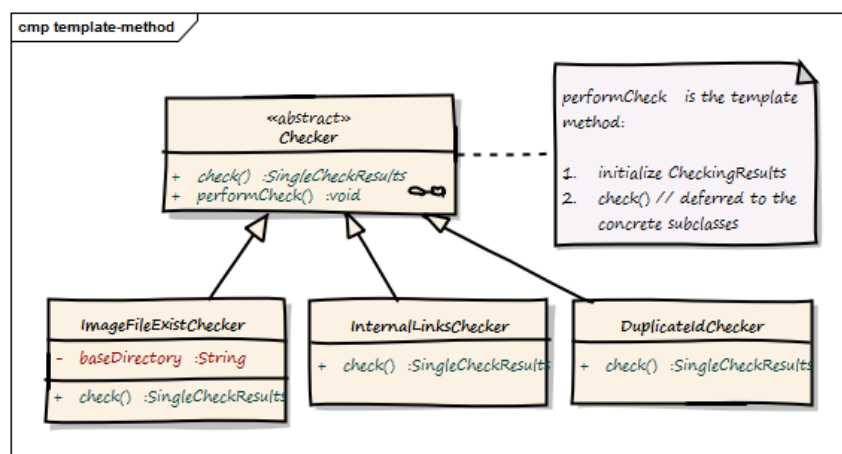 cmp template-method
«abstract»
Checker
+ check() :SingleCheckResults
+ performCheck() :void
performCheck is the template
method:
1. initialize CheckingResults
2. check() // deferred to the
concrete subclasses
ImageFileExistChecker
- baseDirectory :String
+ check() :SingleCheckResults
InternalLinksChecker
+ check() :SingleCheckResults
DuplicateIdChecker
+ check() :SingleCheckResults